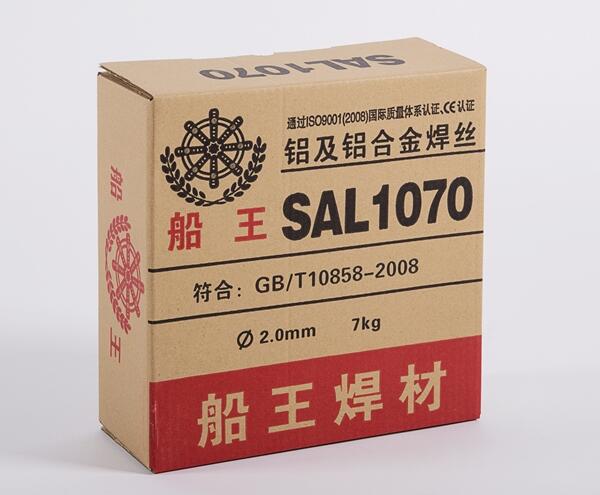 SAL1070
通过ISO9001(2008)国际质量体系认证、CE认证
铝及铝合金焊丝
船王
SAL1070
符合：GB/T10858-2008
Ø 2.0mm 7kg
船王焊材
船王